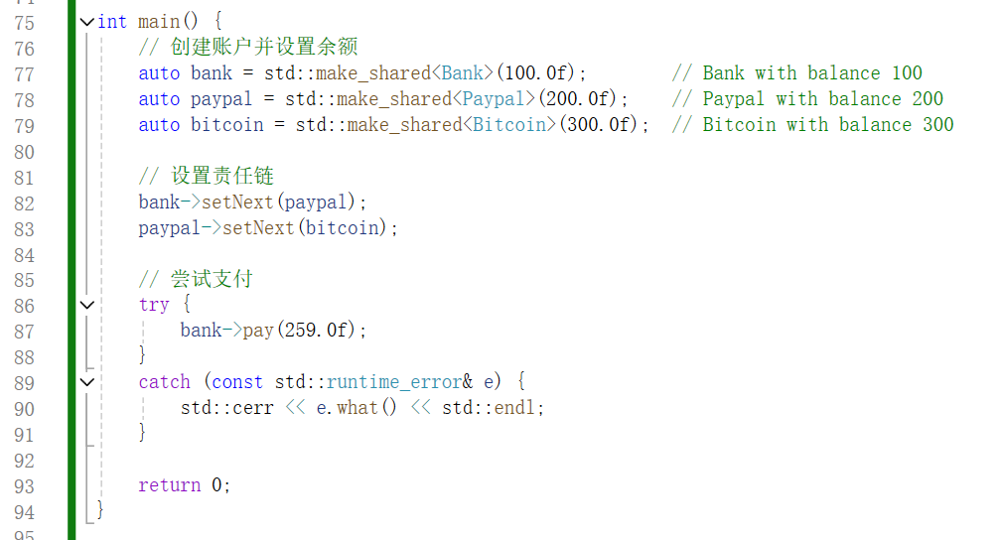 75 int main() {
76 // 创建账户并设置余额
77 auto bank = std::make_shared<Bank>(100.0f); // Bank with balance 100
78 auto paypal = std::make_shared<Paypal>(200.0f); // Paypal with balance 200
79 auto bitcoin = std::make_shared<Bitcoin>(300.0f); // Bitcoin with balance 300
80
81 // 设置责任链
82 bank->setNext(paypal);
83 paypal->setNext(bitcoin);
84
85 // 尝试支付
86 try {
87 bank->pay(259.0f);
88 }
89 catch (const std::runtime_error& e) {
90 std::cerr << e.what() << std::endl;
91 }
92
93 return 0;
94 }